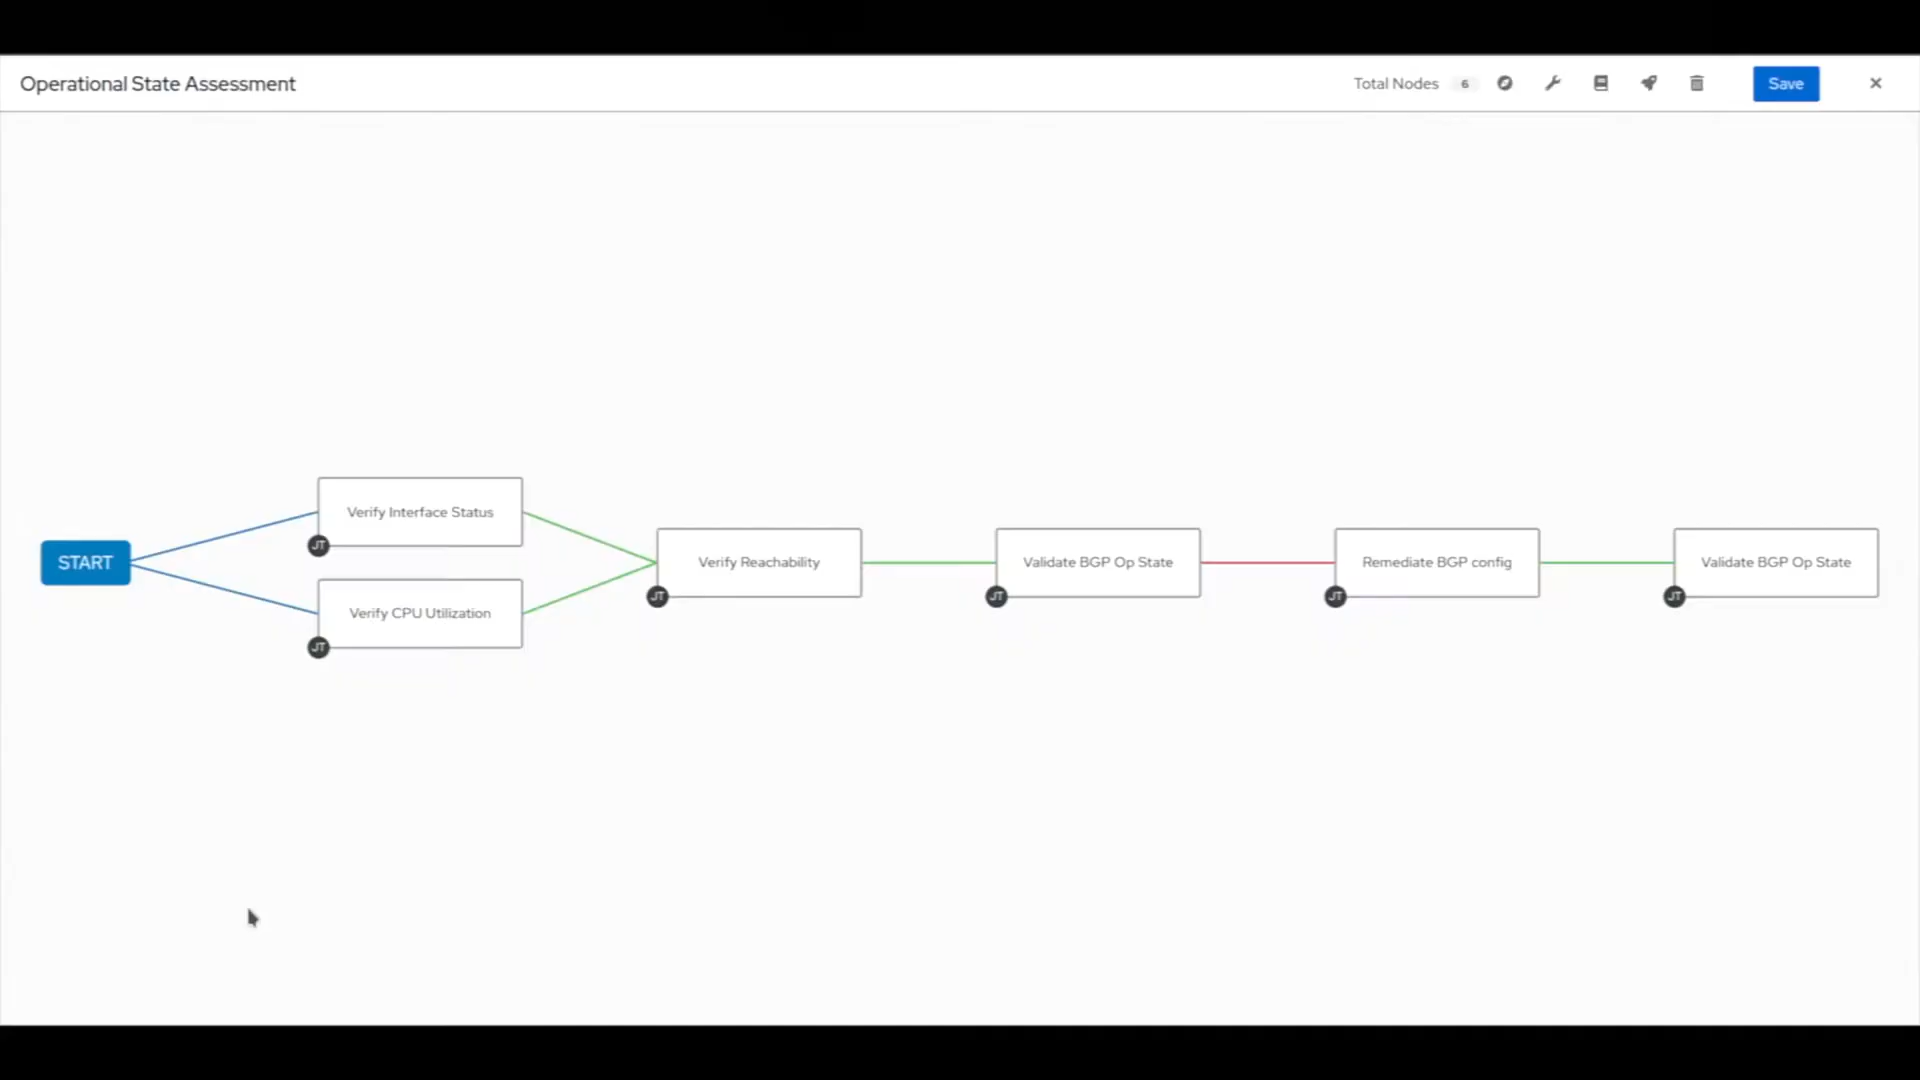 Operational State Assessment
Total Nodes 6
Save
Verify Interface Status
JT
START
Verify Reachability
JT
Validate BGP Op State
JT
Remediate BGP config
JT
Validate BGP Op State
JT
Verify CPU Utilization
JT